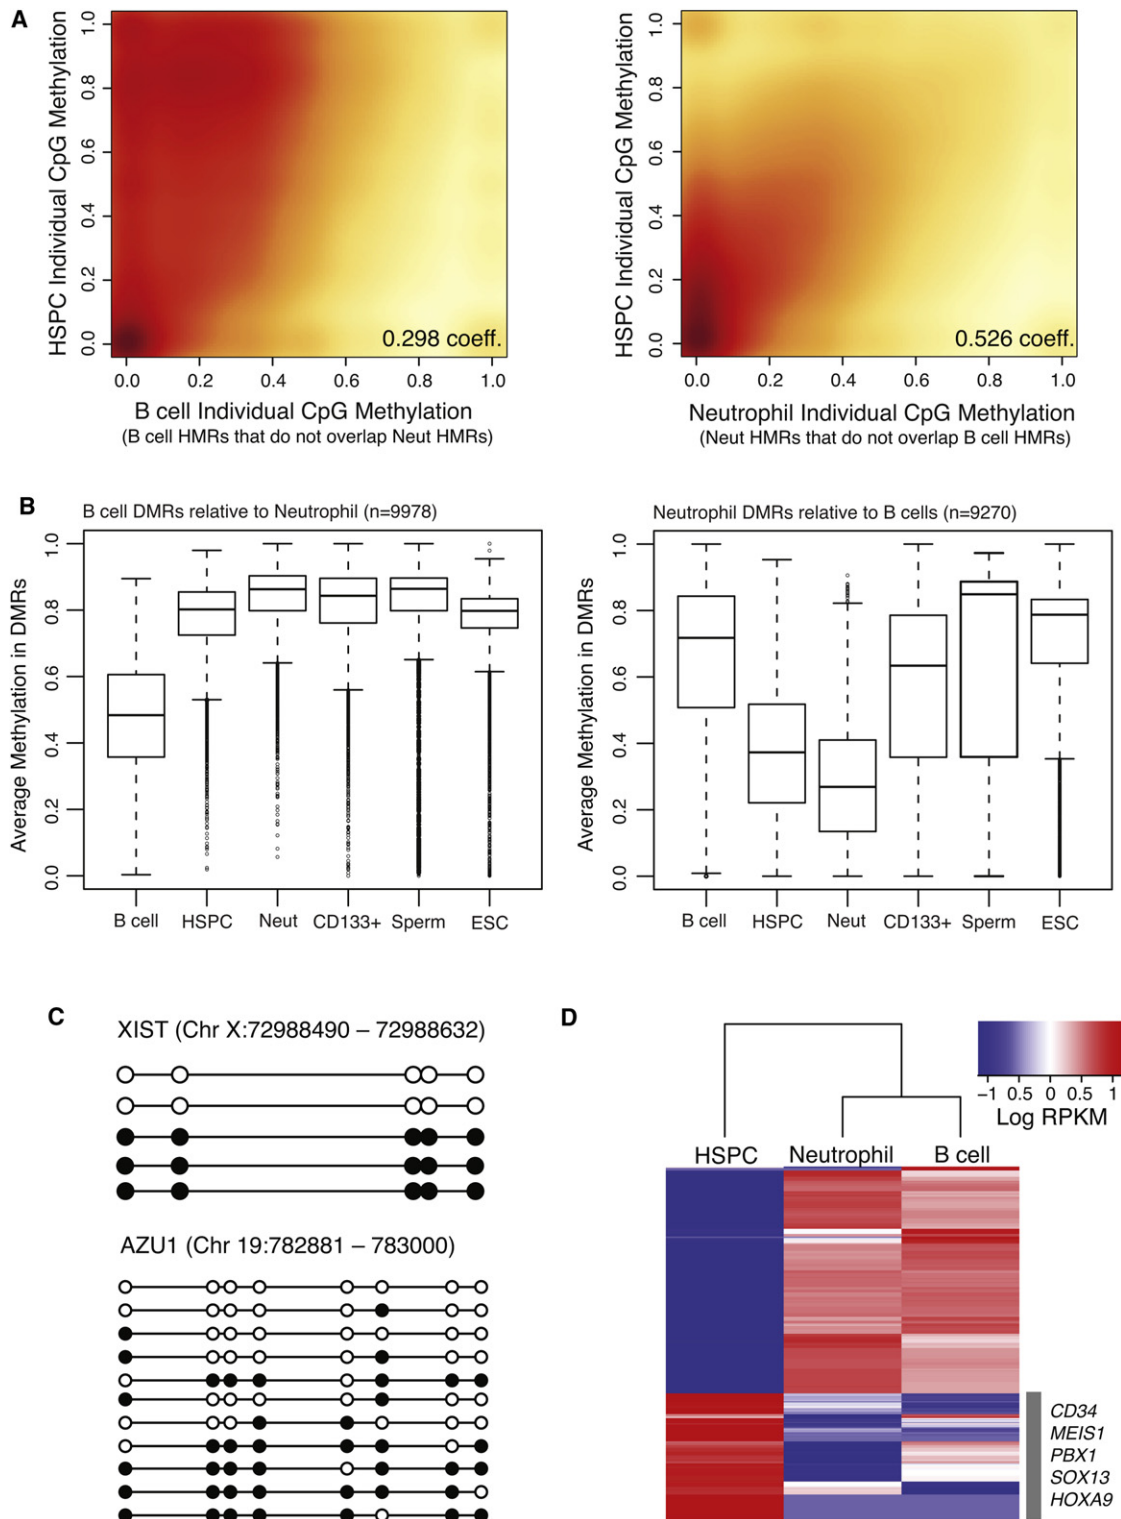 A
HSPC Individual CpG Methylation
1.0
0.8
0.6
0.4
0.2
0.0
0.298 coeff.
0.0 0.2 0.4 0.6 0.8 1.0
B cell Individual CpG Methylation
(B cell HMRs that do not overlap Neut HMRs)
HSPC Individual CpG Methylation
1.0
0.8
0.6
0.4
0.2
0.0
0.526 coeff.
0.0 0.2 0.4 0.6 0.8 1.0
Neutrophil Individual CpG Methylation
(Neut HMRs that do not overlap B cell HMRs)
B
B cell DMRs relative to Neutrophil (n=9978)
Average Methylation in DMRs
1.0
0.8
0.6
0.4
0.2
0.0
B cell HSPC Neut CD133+ Sperm ESC
Neutrophil DMRs relative to B cells (n=9270)
Average Methylation in DMRs
1.0
0.8
0.6
0.4
0.2
0.0
B cell HSPC Neut CD133+ Sperm ESC
C
XIST (Chr X:72988490 – 72988632)
AZU1 (Chr 19:782881 – 783000)
D
−1 0.5 0 0.5 1
Log RPKM
HSPC Neutrophil B cell
CD34
MEIS1
PBX1
SOX13
HOXA9